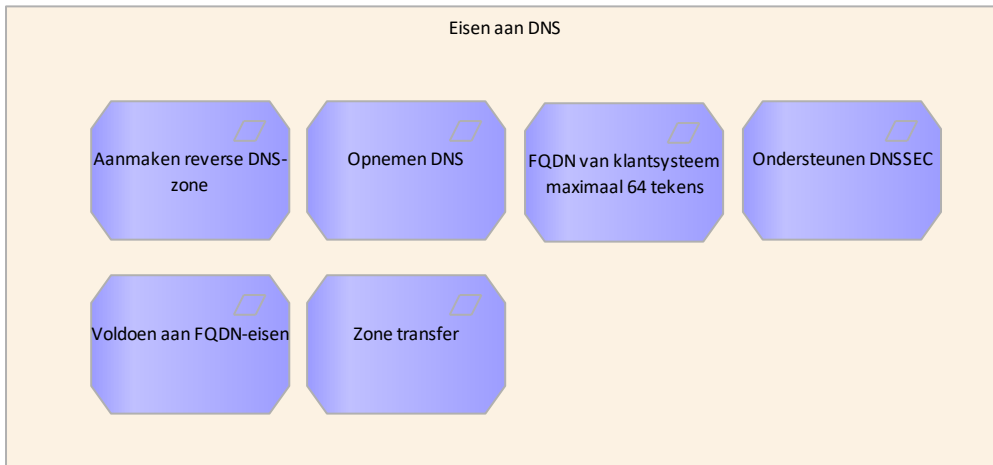 Eisen aan DNS
Aanmaken reverse DNS-
zone
Opnemen DNS
FQDN van klantsysteem
maximaal 64 tekens
Ondersteunen DNSSEC
Voldoen aan FQDN-eisen
Zone transfer